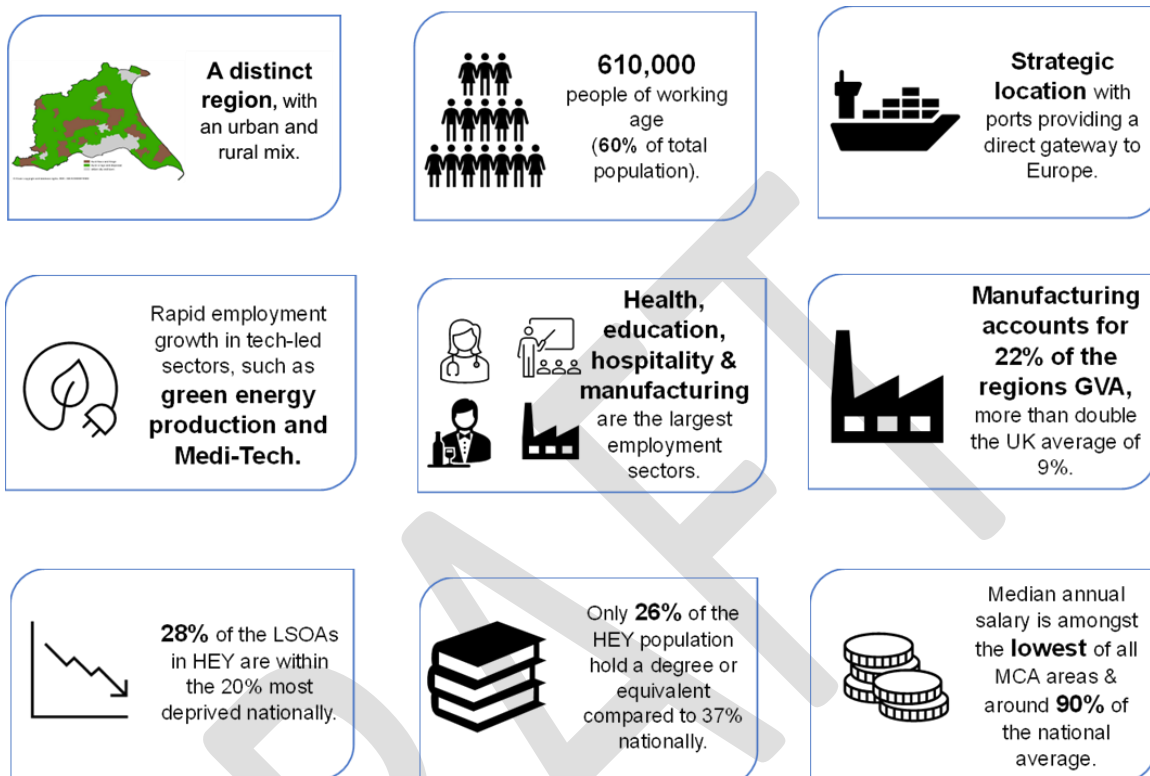 A distinct
region, with
an urban and
rural mix.
610,000
people of working
age
(60% of total
population).
Strategic
location with
ports providing a
direct gateway to
Europe.
Rapid employment
growth in tech-led
sectors, such as
green energy
production and
Medi-Tech.
Health,
education,
hospitality &
manufacturing
are the largest
employment
sectors.
Manufacturing
accounts for
22% of the
regions GVA,
more than double
the UK average of
9%.
28% of the LSOAs
in HEY are within
the 20% most
deprived nationally.
Only 26% of the
HEY population
hold a degree or
equivalent
compared to 37%
nationally.
Median annual
salary is amongst
the lowest of all
MCA areas &
around 90% of
the national
average.
DRAFT